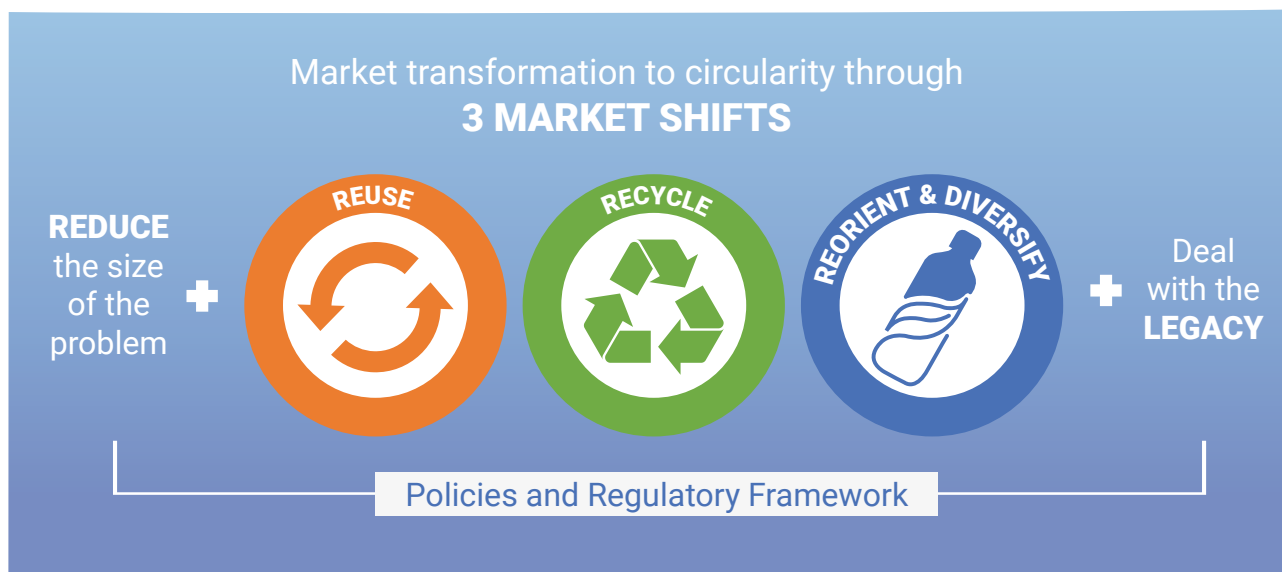 Market transformation to circularity through
3 MARKET SHIFTS
REDUCE
the size
of the
problem
REUSE
RECYCLE
REORIENT & DIVERSIFY
Deal
with the
LEGACY
Policies and Regulatory Framework